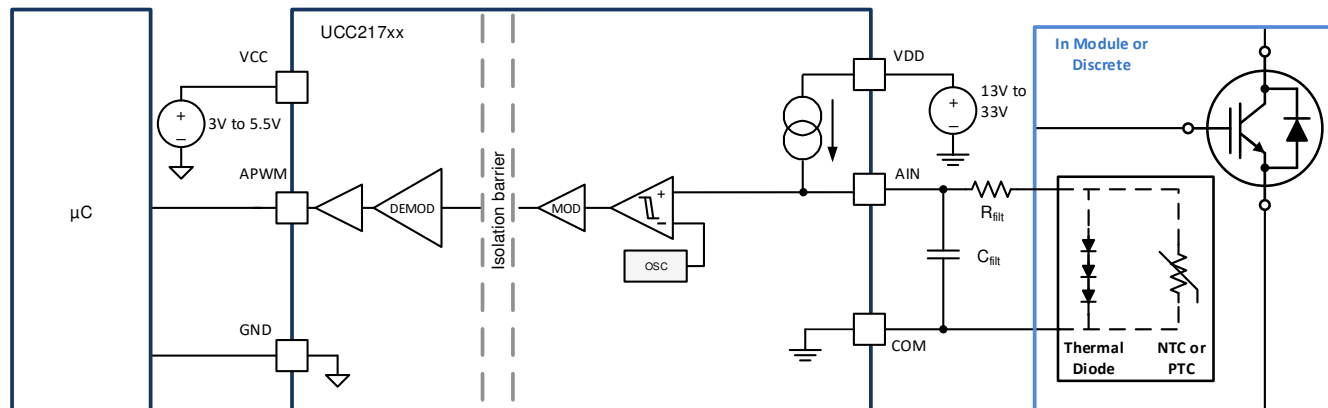 UCC217xx
In Module or
Discrete
VCC
VDD
3V to 5.5V
+
–
13V to
33V
+
–
APWM
AIN
µC
DEMOD
Isolation barrier
MOD
+
–
OSC
Rfilt
Cfilt
GND
COM
Thermal
Diode
NTC or
PTC